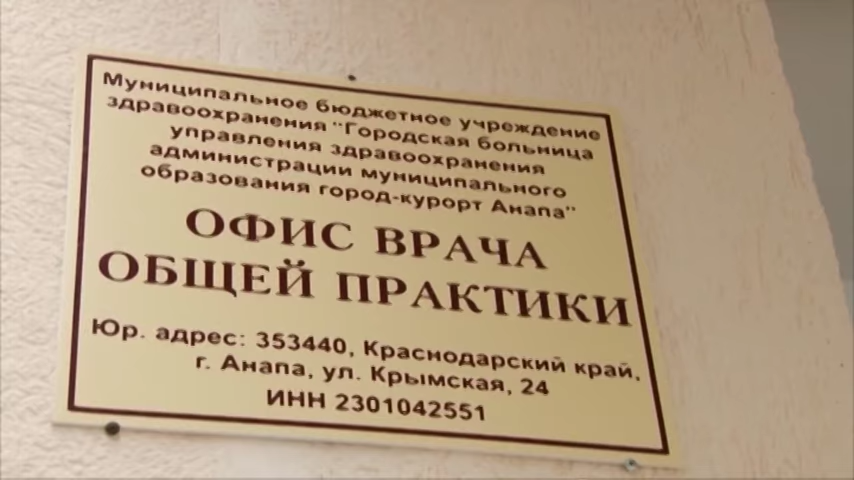 Муниципальное бюджетное учреждение
здравоохранения "Городская больница
управления здравоохранения
администрации муниципального
образования город-курорт Анапа"
ОФИС ВРАЧА
ОБЩЕЙ ПРАКТИКИ
Юр. адрес: 353440, Краснодарский край,
г. Анапа, ул. Крымская, 24
ИНН 2301042551